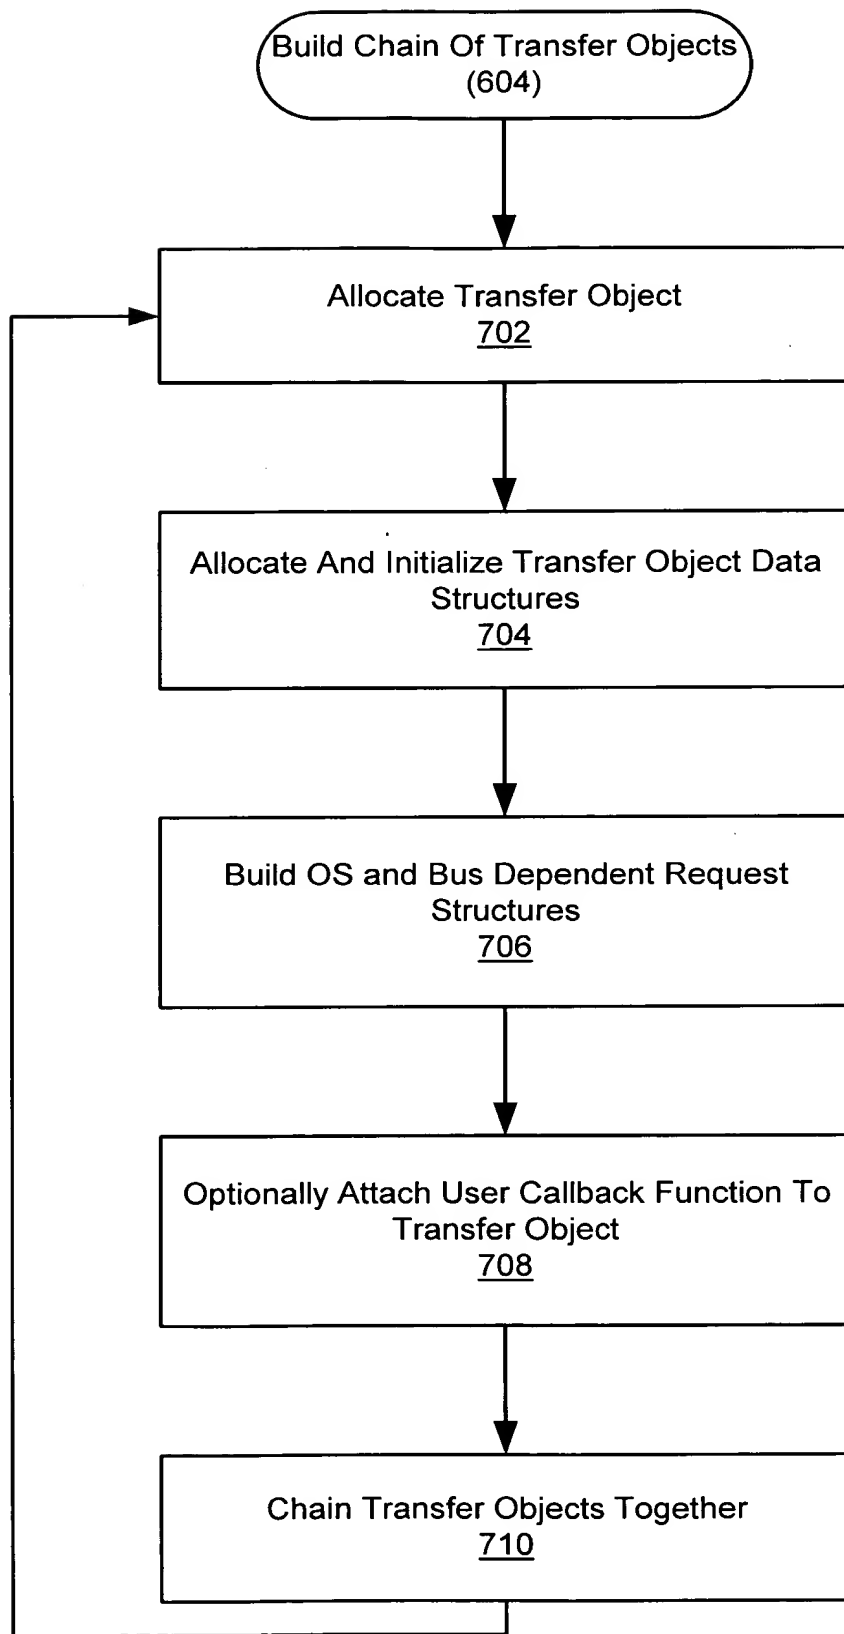 Build Chain Of Transfer Objects
(604)
Allocate Transfer Object
702
Allocate And Initialize Transfer Object Data
Structures
704
Build OS and Bus Dependent Request
Structures
706
Optionally Attach User Callback Function To
Transfer Object
708
Chain Transfer Objects Together
710